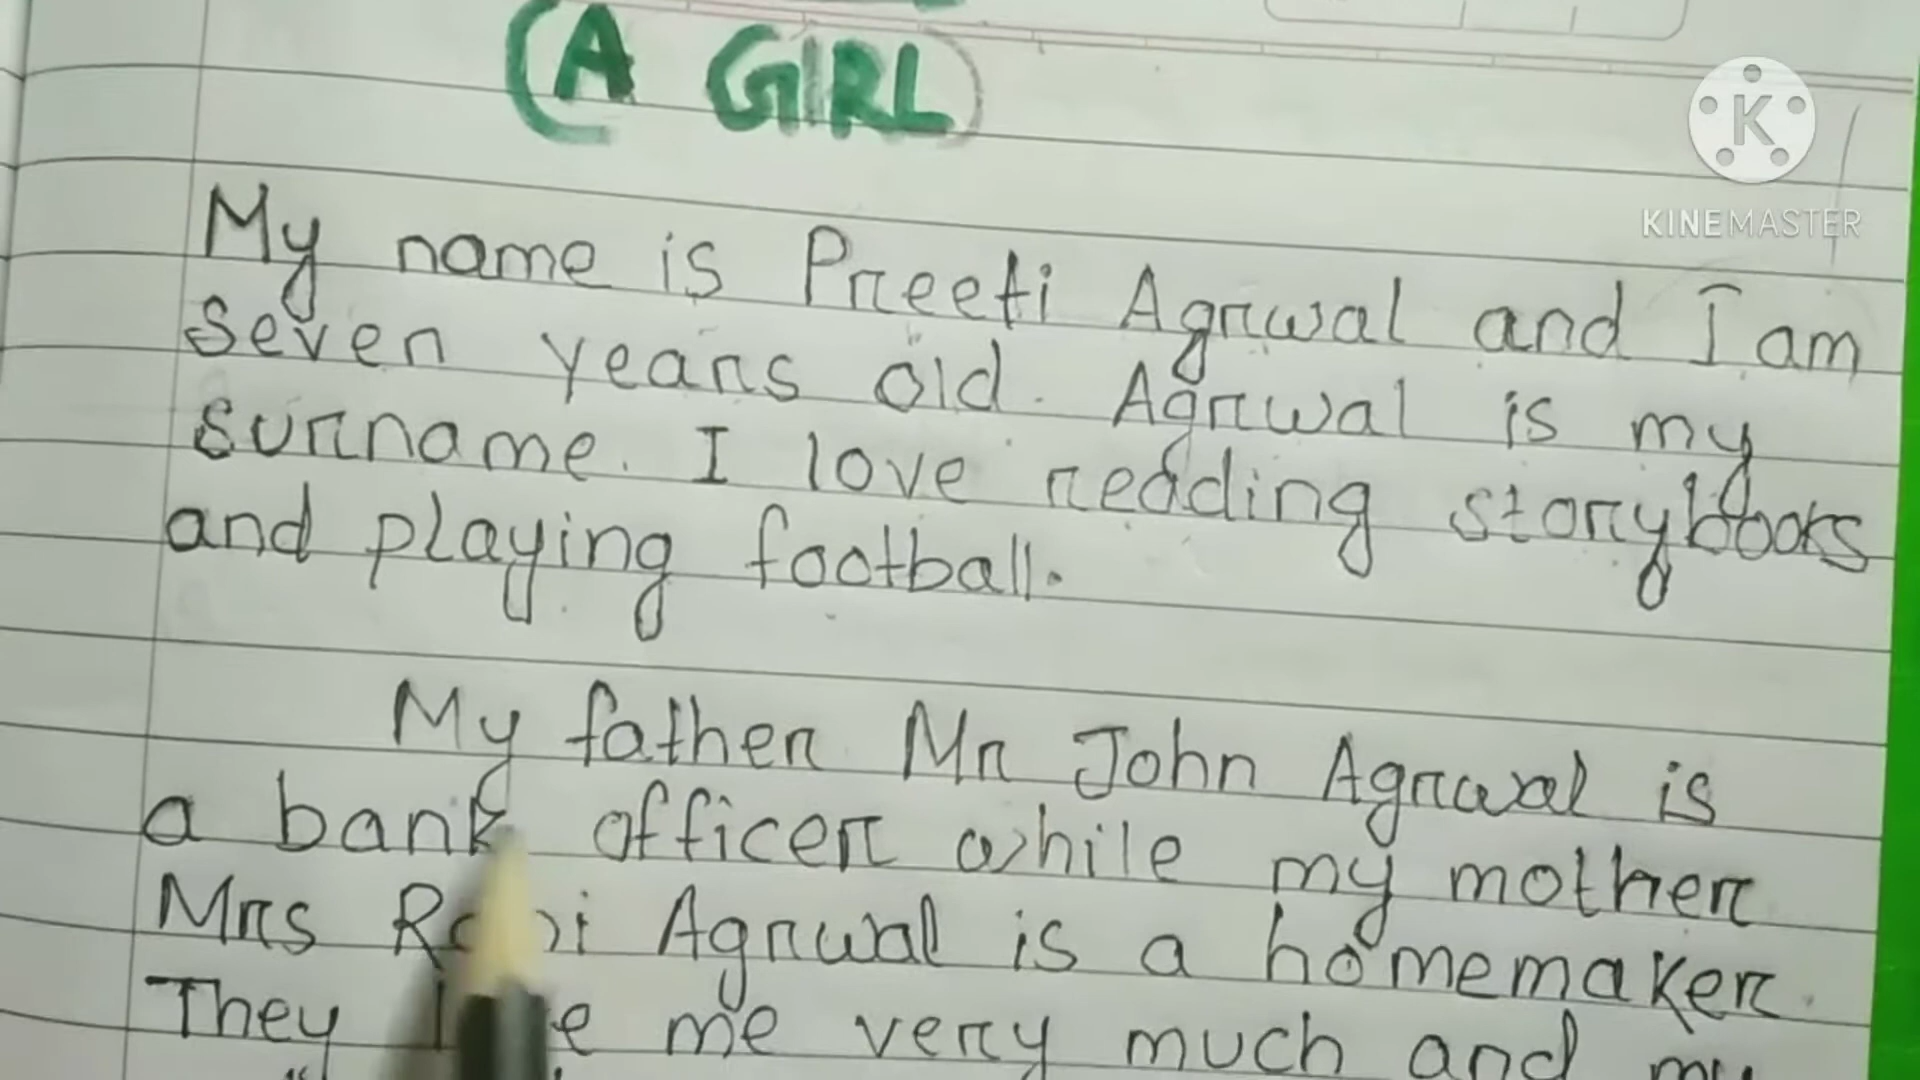 (A GIRL)
KINEMASTER
My name is Preeti Agrwal and I am
seven years old. Agrwal is my
surname. I love reading storybooks
and playing football.
My father Mr John Agrwal is
a bank officer while my mother
Mrs Agrwal is a homemaker.
They me very much and my